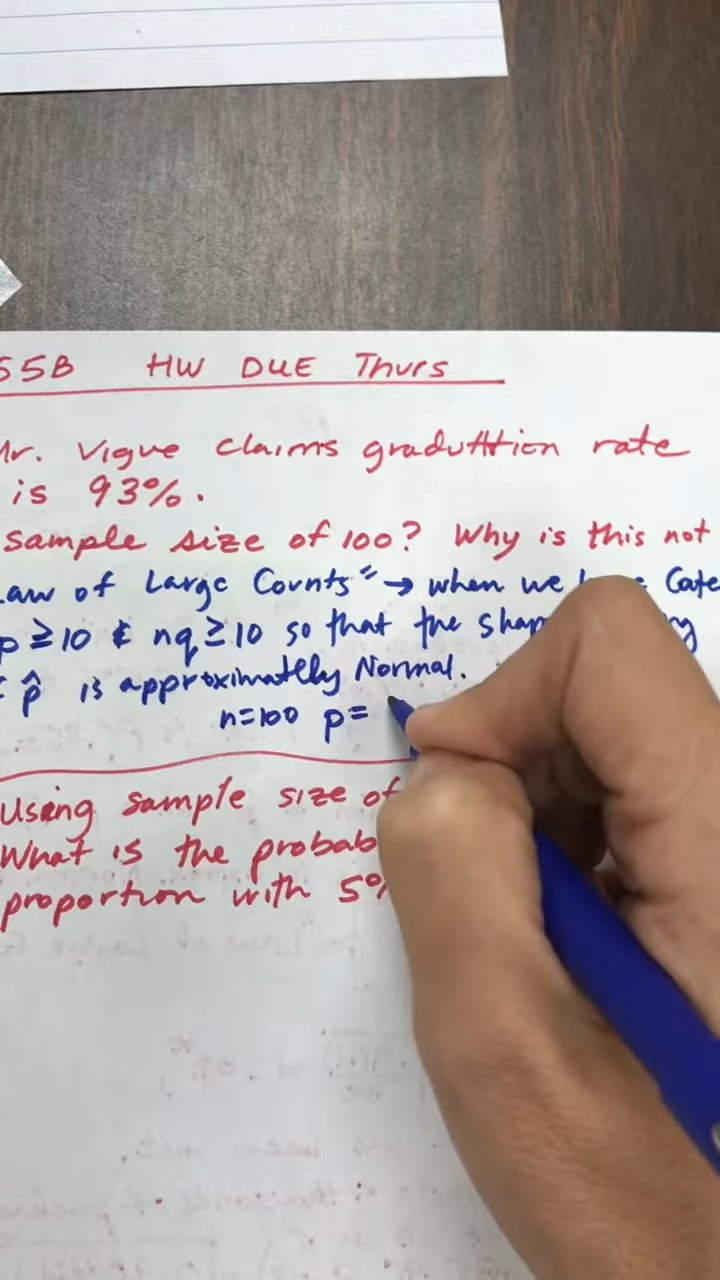 55B HW DUE Thurs
Mr. Vigue claims graduttion rate
is 93%.
Sample size of 100? Why is this not
Law of Large Counts" → when we
p ≥ 10 & nq ≥ 10 so that the
p̂ is approximatelly Normal.
n=100 p=
Using sample size of
What is the
proportion with 5%